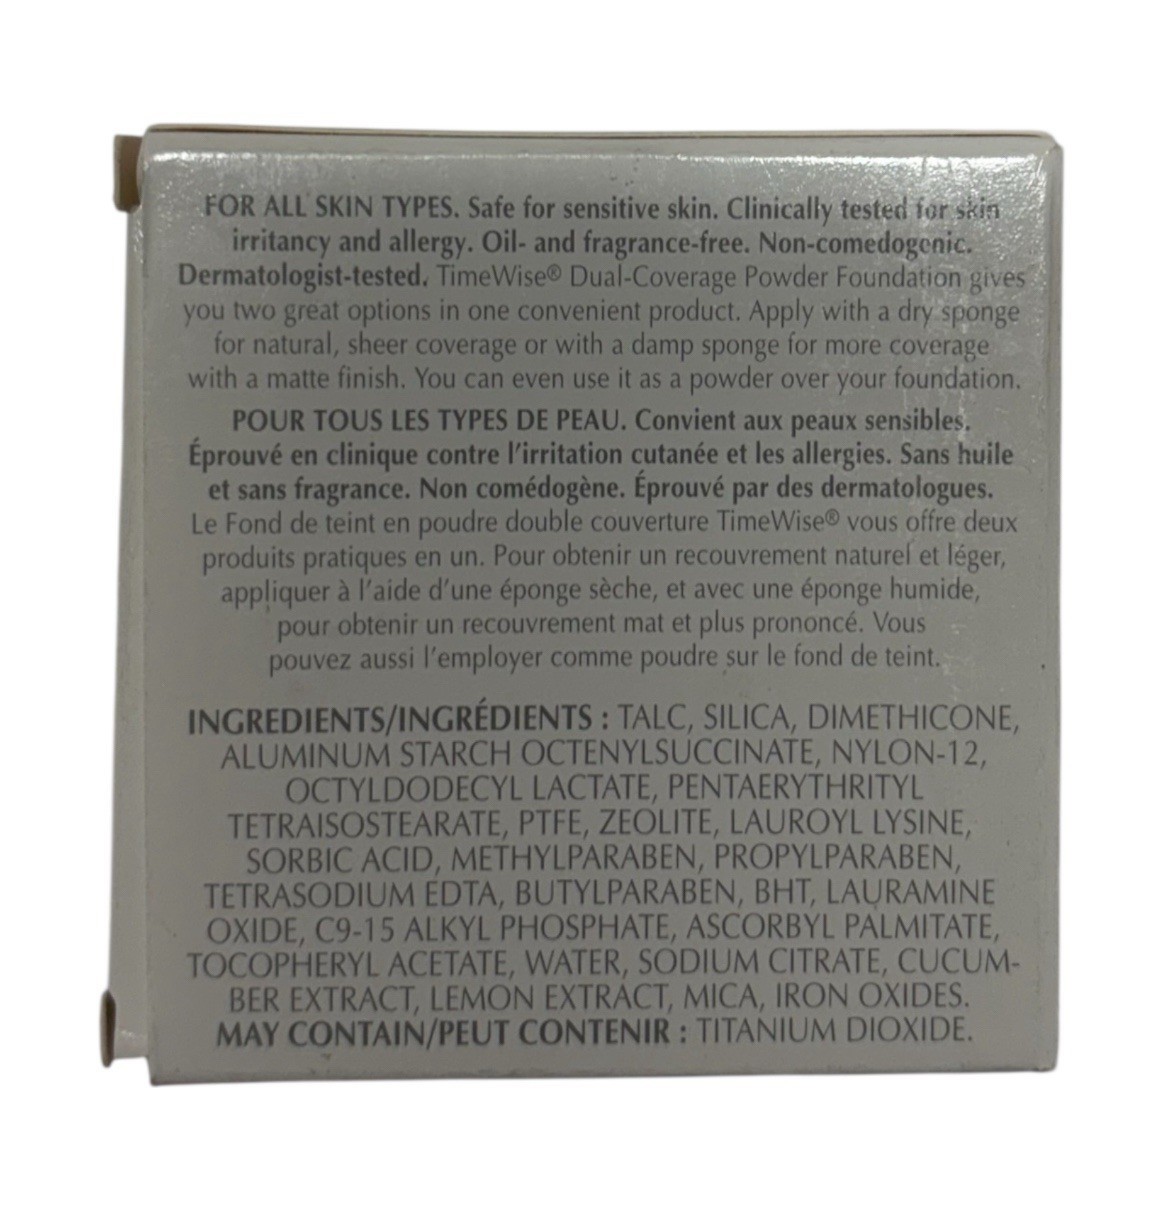 FOR ALL SKIN TYPES. Safe for sensitive skin. Clinically tested for skin
irritancy and allergy. Oil- and fragrance-free. Non-comedogenic.
Dermatologist-tested. TimeWise® Dual-Coverage Powder Foundation gives
you two great options in one convenient product. Apply with a dry sponge
for natural, sheer coverage or with a damp sponge for more coverage
with a matte finish. You can even use it as a powder over your foundation.
POUR TOUS LES TYPES DE PEAU. Convient aux peaux sensibles.
Éprouvé en clinique contre l'irritation cutanée et les allergies. Sans huile
et sans fragrance. Non comédogène. Éprouvé par des dermatologues.
Le Fond de teint en poudre double couverture TimeWise® vous offre deux
produits pratiques en un. Pour obtenir un recouvrement naturel et léger,
appliquer à l'aide d'une éponge sèche, et avec une éponge humide,
pour obtenir un recouvrement mat et plus prononcé. Vous
pouvez aussi l'employer comme poudre sur le fond de teint.
INGREDIENTS/INGRÉDIENTS : TALC, SILICA, DIMETHICONE,
ALUMINUM STARCH OCTENYLSUCCINATE, NYLON-12,
OCTYLDODECYL LACTATE, PENTAERYTHRITYL
TETRAISOSTEARATE, PTFE, ZEOLITE, LAUROYL LYSINE,
SORBIC ACID, METHYLPARABEN, PROPYLPARABEN,
TETRASODIUM EDTA, BUTYLPARABEN, BHT, LAURAMINE
OXIDE, C9-15 ALKYL PHOSPHATE, ASCORBYL PALMITATE,
TOCOPHERYL ACETATE, WATER, SODIUM CITRATE, CUCUM-
BER EXTRACT, LEMON EXTRACT, MICA, IRON OXIDES.
MAY CONTAIN/PEUT CONTENIR : TITANIUM DIOXIDE.